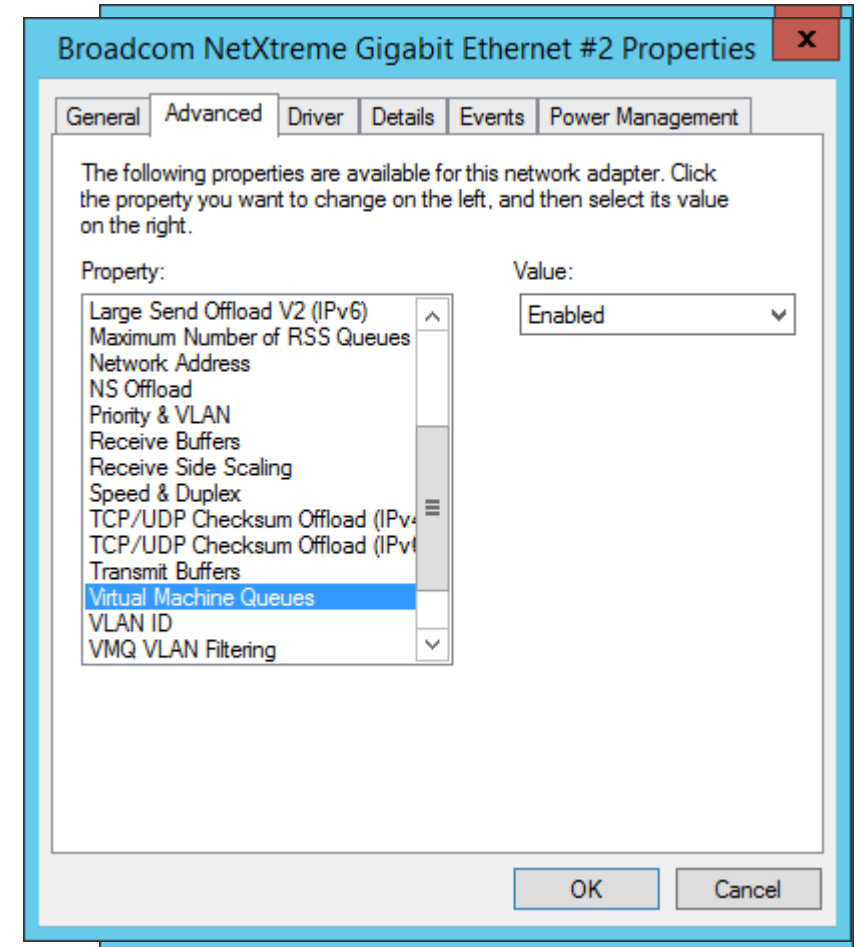 Broadcom NetXtreme Gigabit Ethernet #2 Properties
x
General Advanced Driver Details Events Power Management
The following properties are available for this network adapter. Click
the property you want to change on the left, and then select its value
on the right.
Property:
Value:
Large Send Offload V2 (IPv6)
Enabled
Maximum Number of RSS Queues
Network Address
NS Offload
Priority & VLAN
Receive Buffers
Receive Side Scaling
Speed & Duplex
TCP/UDP Checksum Offload (IPv4
TCP/UDP Checksum Offload (IPv6
Transmit Buffers
Virtual Machine Queues
VLAN ID
VMQ VLAN Filtering
OK
Cancel